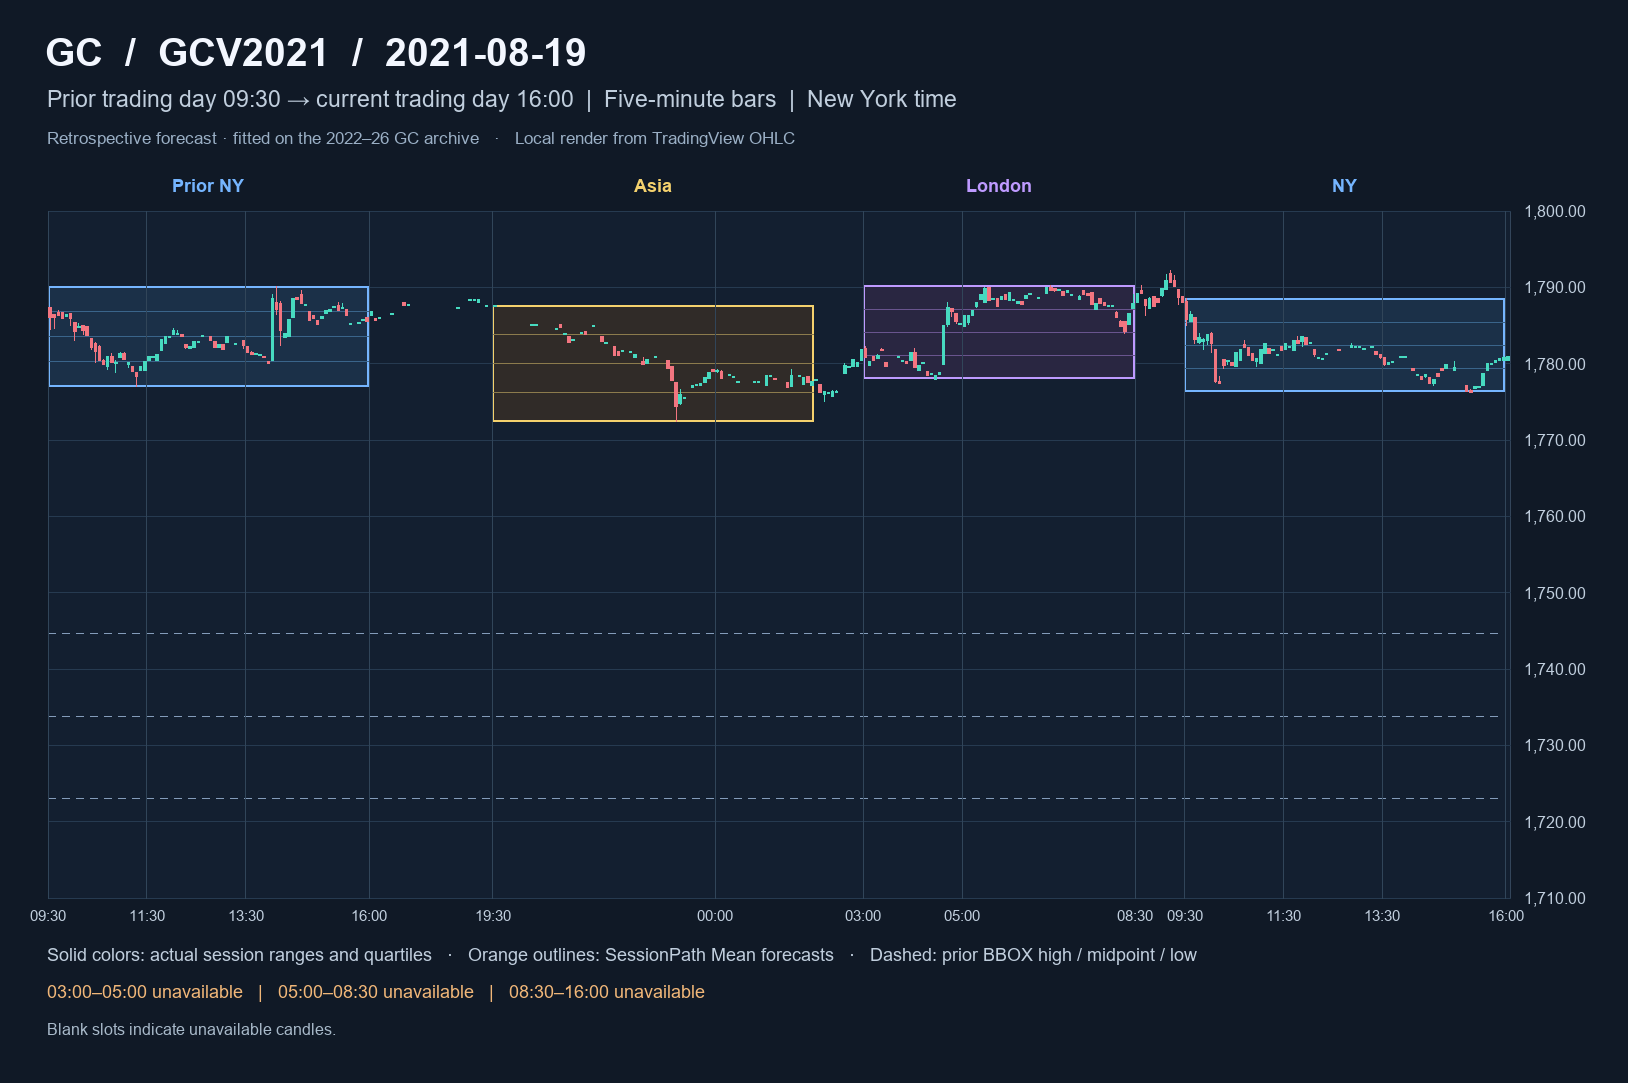 GC / GCV2021 / 2021-08-19
Prior trading day 09:30 → current trading day 16:00 | Five-minute bars | New York time
Retrospective forecast · fitted on the 2022–26 GC archive · Local render from TradingView OHLC
Prior NY Asia London NY
1,800.00
1,790.00
1,780.00
1,770.00
1,760.00
1,750.00
1,740.00
1,730.00
1,720.00
1,710.00
09:30 11:30 13:30 16:00 19:30 00:00 03:00 05:00 08:30 09:30 11:30 13:30 16:00
Solid colors: actual session ranges and quartiles · Orange outlines: SessionPath Mean forecasts · Dashed: prior BBOX high / midpoint / low
03:00–05:00 unavailable | 05:00–08:30 unavailable | 08:30–16:00 unavailable
Blank slots indicate unavailable candles.